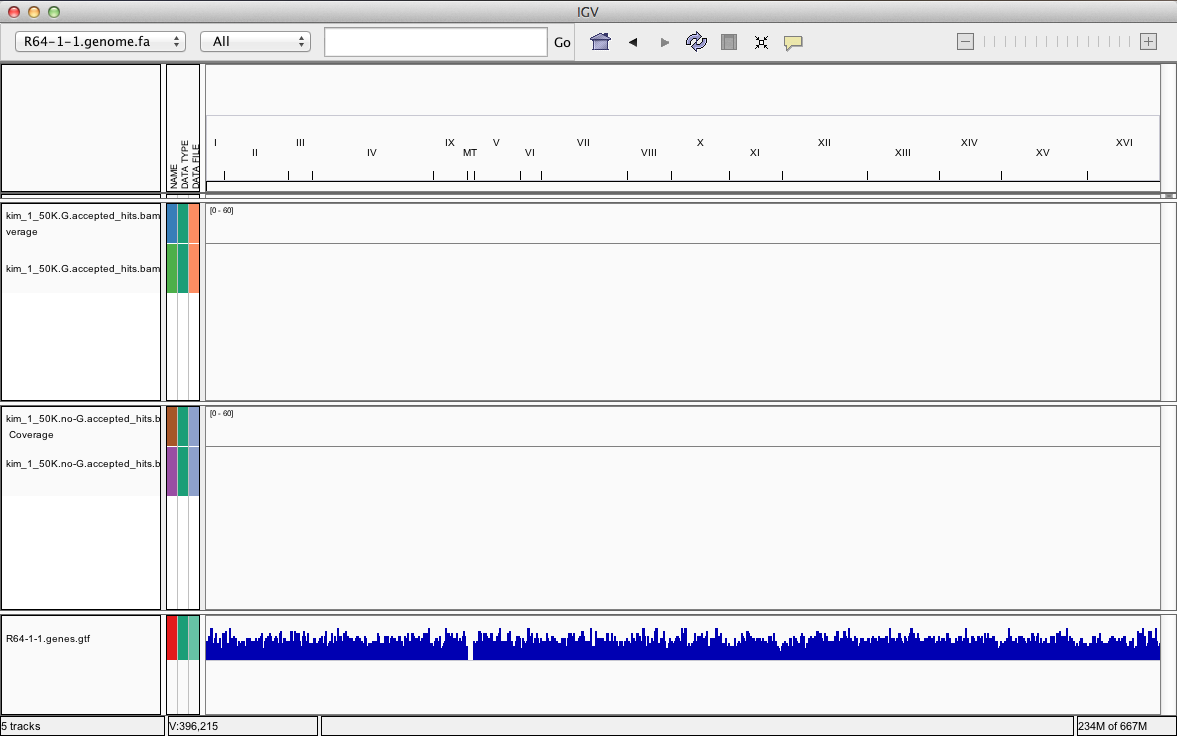 IGV
R64-1-1.genome.fa All Go
NAME
DATA TYPE
DATA FILE
I II III IV IX MT V VI VII VIII X XI XII XIII XIV XV XVI
kim_1_50K.G.accepted_hits.bam
verage
[0 - 60]
kim_1_50K.G.accepted_hits.bam
kim_1_50K.no-G.accepted_hits.b
Coverage
[0 - 60]
kim_1_50K.no-G.accepted_hits.b
R64-1-1.genes.gtf
5 tracks V:396,215 234M of 667M